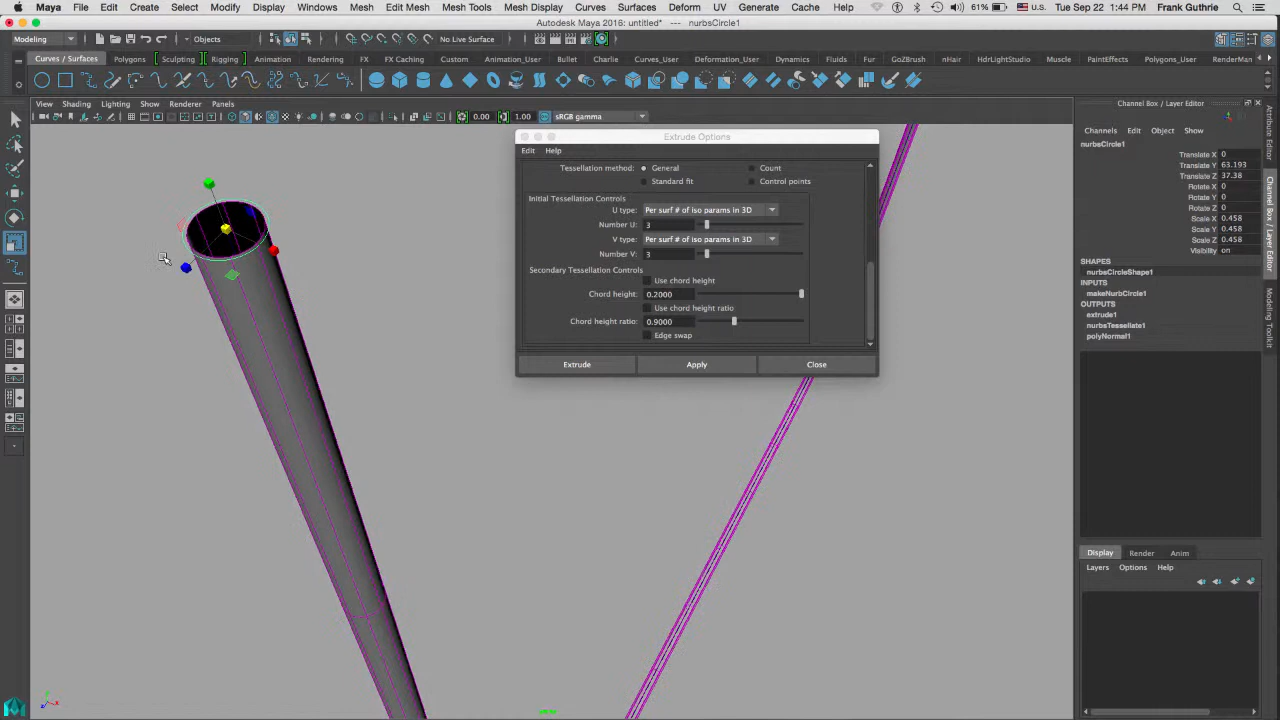 Maya File Edit Create Select Modify Display Windows Mesh Edit Mesh Mesh Tools Mesh Display Curves Surfaces Deform UV Generate Cache Help 61% U.S. Tue Sep 22 1:44 PM Frank Guthrie
Autodesk Maya 2016: untitled* --- nurbsCircle1
Modeling Objects No Live Surface
Curves / Surfaces Polygons Sculpting Rigging Animation Rendering FX FX Caching Custom Animation_User Bullet Charlie Curves_User Deformation_User Dynamics Fluids Fur GoZBrush nHair HdrLightStudio Muscle PaintEffects Polygons_User RenderMan
View Shading Lighting Show Renderer Panels
0.00 1.00 sRGB gamma
Extrude Options
Edit Help
Tessellation method: General Count
Standard fit Control points
Initial Tessellation Controls
U type: Per surf # of iso params in 3D
Number U: 3
V type: Per surf # of iso params in 3D
Number V: 3
Secondary Tessellation Controls
Use chord height
Chord height: 0.2000
Use chord height ratio
Chord height ratio: 0.9000
Edge swap
Extrude Apply Close
Channel Box / Layer Editor
Channels Edit Object Show
nurbsCircle1
Translate X 0
Translate Y 63.193
Translate Z 37.38
Rotate X 0
Rotate Y 0
Rotate Z 0
Scale X 0.458
Scale Y 0.458
Scale Z 0.458
Visibility on
SHAPES
nurbsCircleShape1
INPUTS
makeNurbCircle1
OUTPUTS
extrude1
nurbsTessellate1
polyNormal1
Display Render Anim
Layers Options Help
Attribute Editor
Channel Box / Layer Editor
Modeling Toolkit